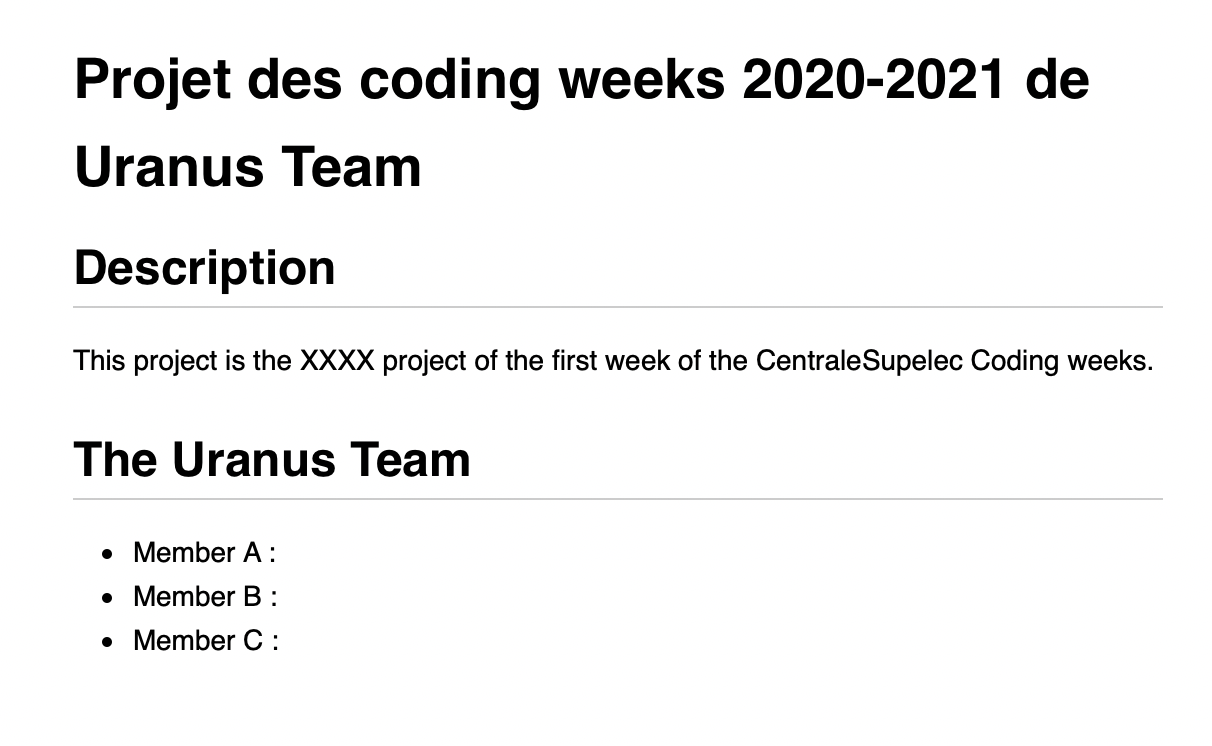 Projet des coding weeks 2020-2021 de
Uranus Team
Description
This project is the XXXX project of the first week of the CentraleSupelec Coding weeks.
The Uranus Team
• Member A :
• Member B :
• Member C :